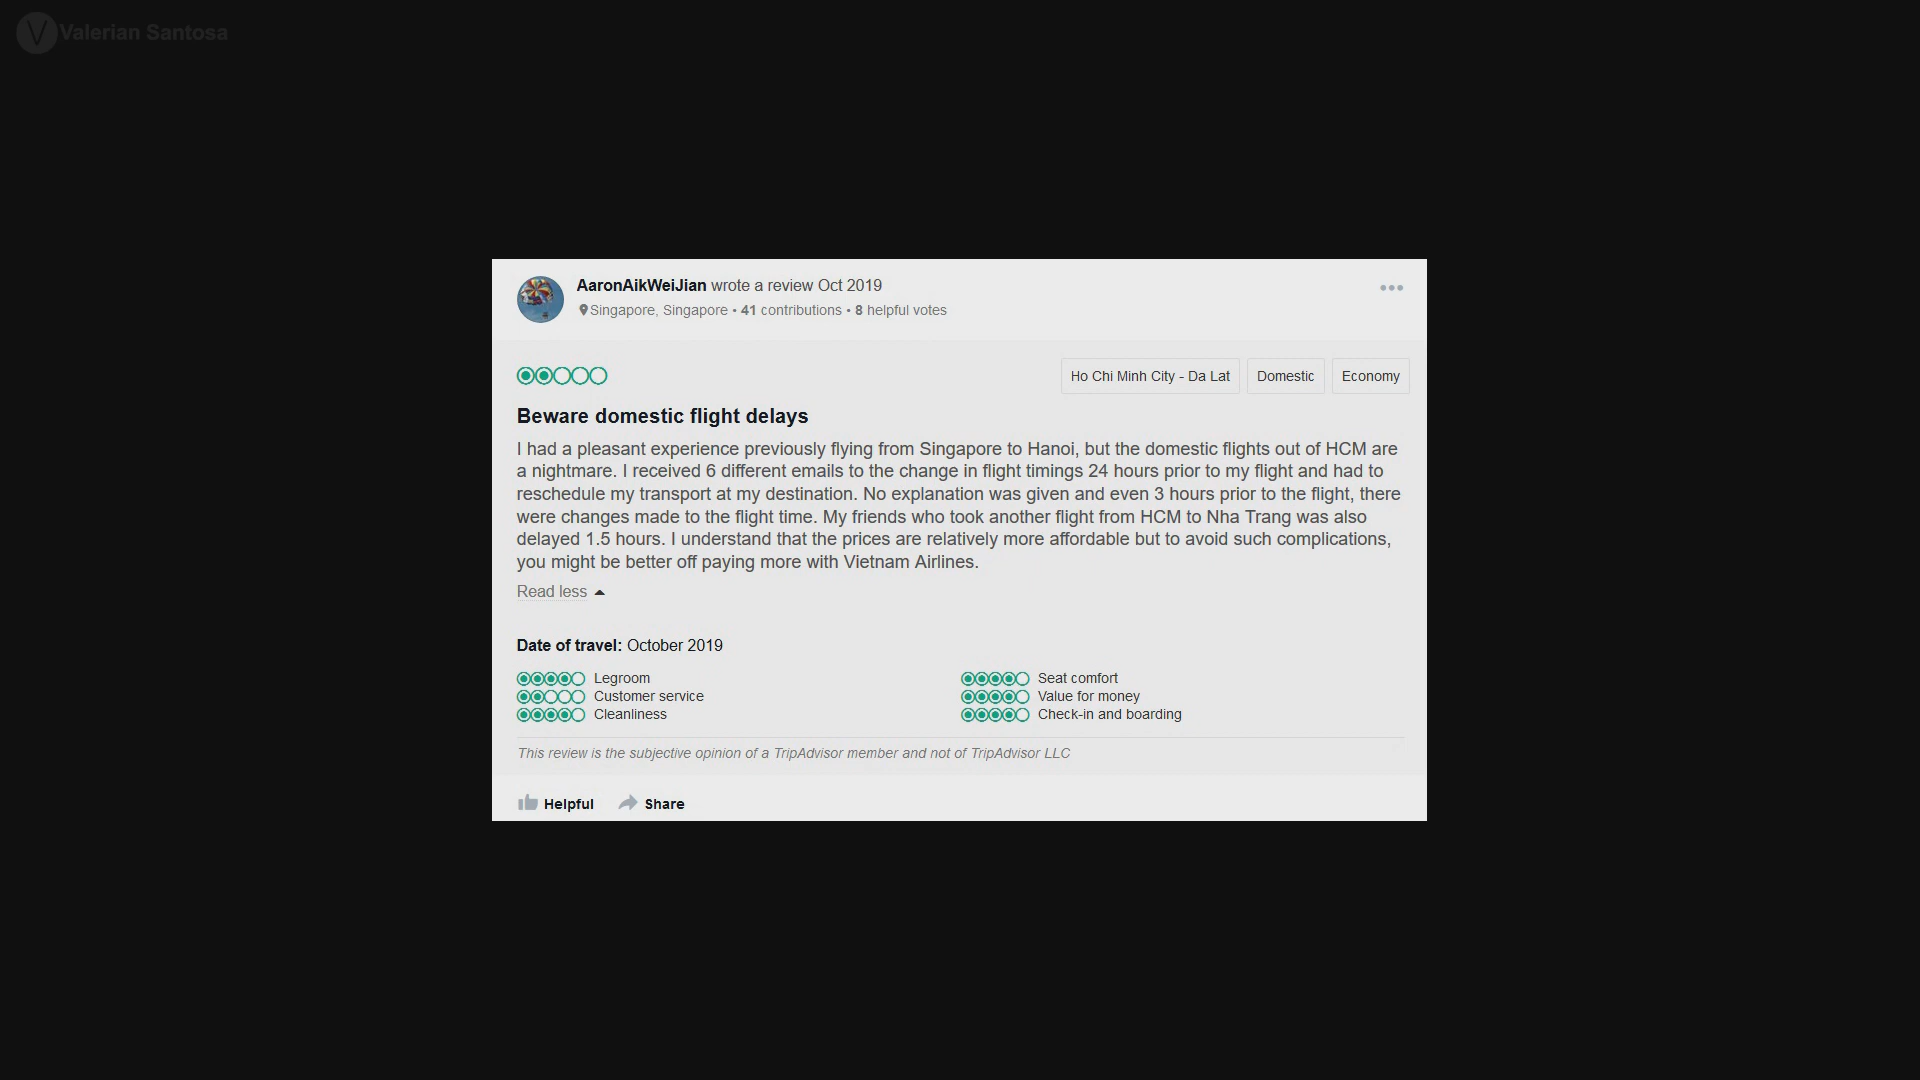 Valerian Santosa
AaronAikWeiJian wrote a review Oct 2019
Singapore, Singapore • 41 contributions • 8 helpful votes
Ho Chi Minh City - Da Lat
Domestic
Economy
Beware domestic flight delays
I had a pleasant experience previously flying from Singapore to Hanoi, but the domestic flights out of HCM are
a nightmare. I received 6 different emails to the change in flight timings 24 hours prior to my flight and had to
reschedule my transport at my destination. No explanation was given and even 3 hours prior to the flight, there
were changes made to the flight time. My friends who took another flight from HCM to Nha Trang was also
delayed 1.5 hours. I understand that the prices are relatively more affordable but to avoid such complications,
you might be better off paying more with Vietnam Airlines.
Read less
Date of travel: October 2019
Legroom
Seat comfort
Customer service
Value for money
Cleanliness
Check-in and boarding
This review is the subjective opinion of a TripAdvisor member and not of TripAdvisor LLC
Helpful
Share